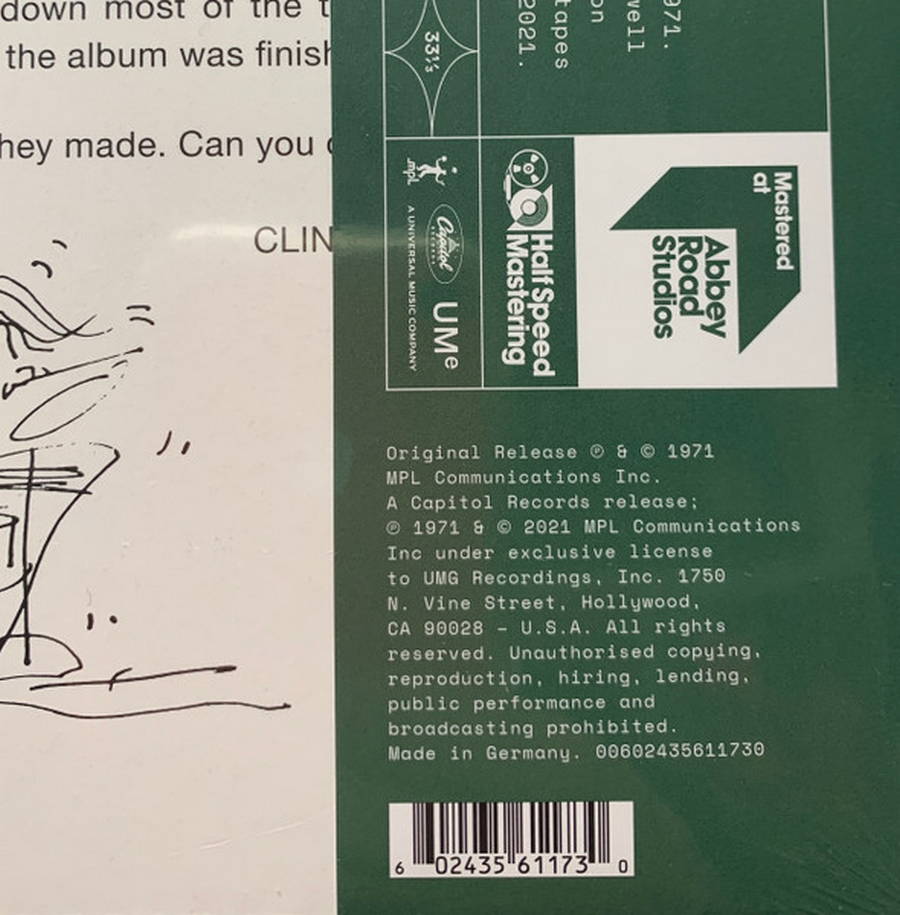 down most of the
the album was
they made. Can you
CLIN
1971.
well
on
tapes
2021.
33⅓
mpl
Capitol
RECORDS
UMe
A UNIVERSAL MUSIC COMPANY
Half Speed
Mastering
Mastered
at
Abbey
Road
Studios
Original Release ℗ & © 1971
MPL Communications Inc.
A Capitol Records release;
℗ 1971 & © 2021 MPL Communications
Inc under exclusive license
to UMG Recordings, Inc. 1750
N. Vine Street, Hollywood,
CA 90028 – U.S.A. All rights
reserved. Unauthorised copying,
reproduction, hiring, lending,
public performance and
broadcasting prohibited.
Made in Germany. 00602435611730
6 02435 61173 0